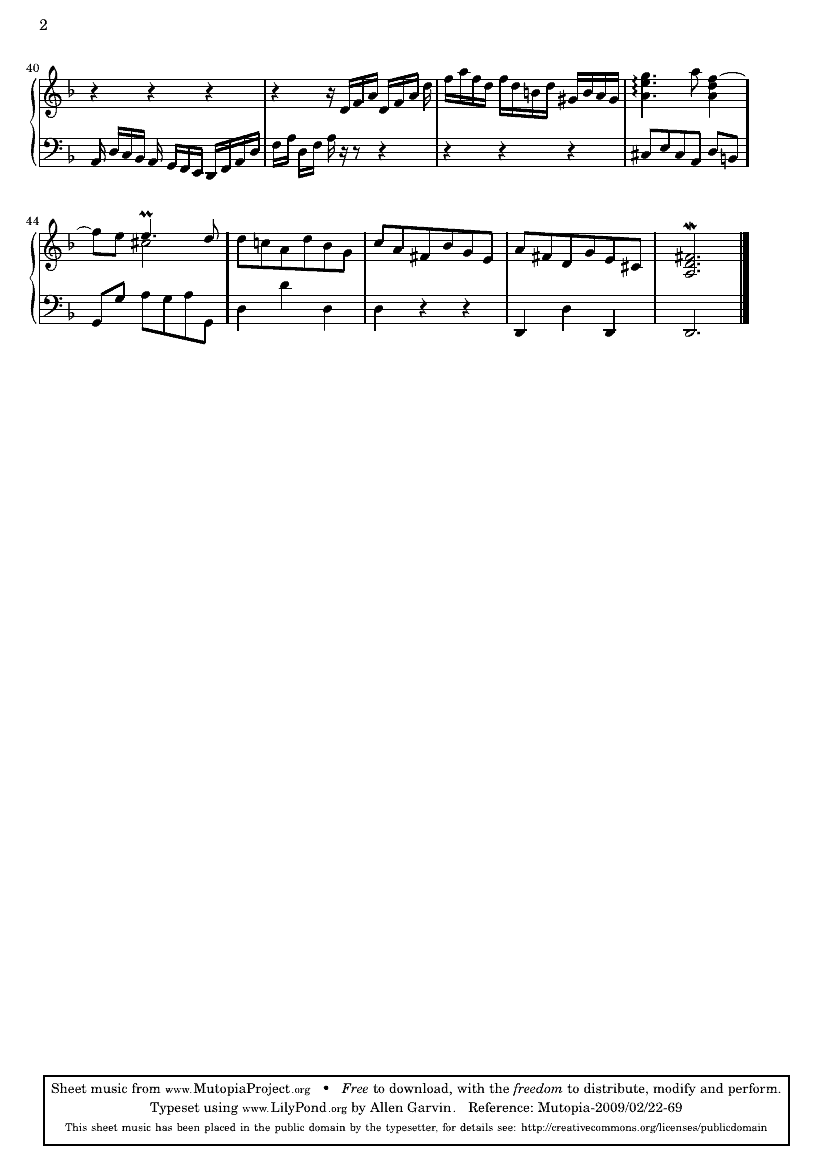 2
40
44
Sheet music from www.MutopiaProject.org • Free to download, with the freedom to distribute, modify and perform.
Typeset using www.LilyPond.org by Allen Garvin. Reference: Mutopia-2009/02/22-69
This sheet music has been placed in the public domain by the typesetter, for details see: http://creativecommons.org/licenses/publicdomain